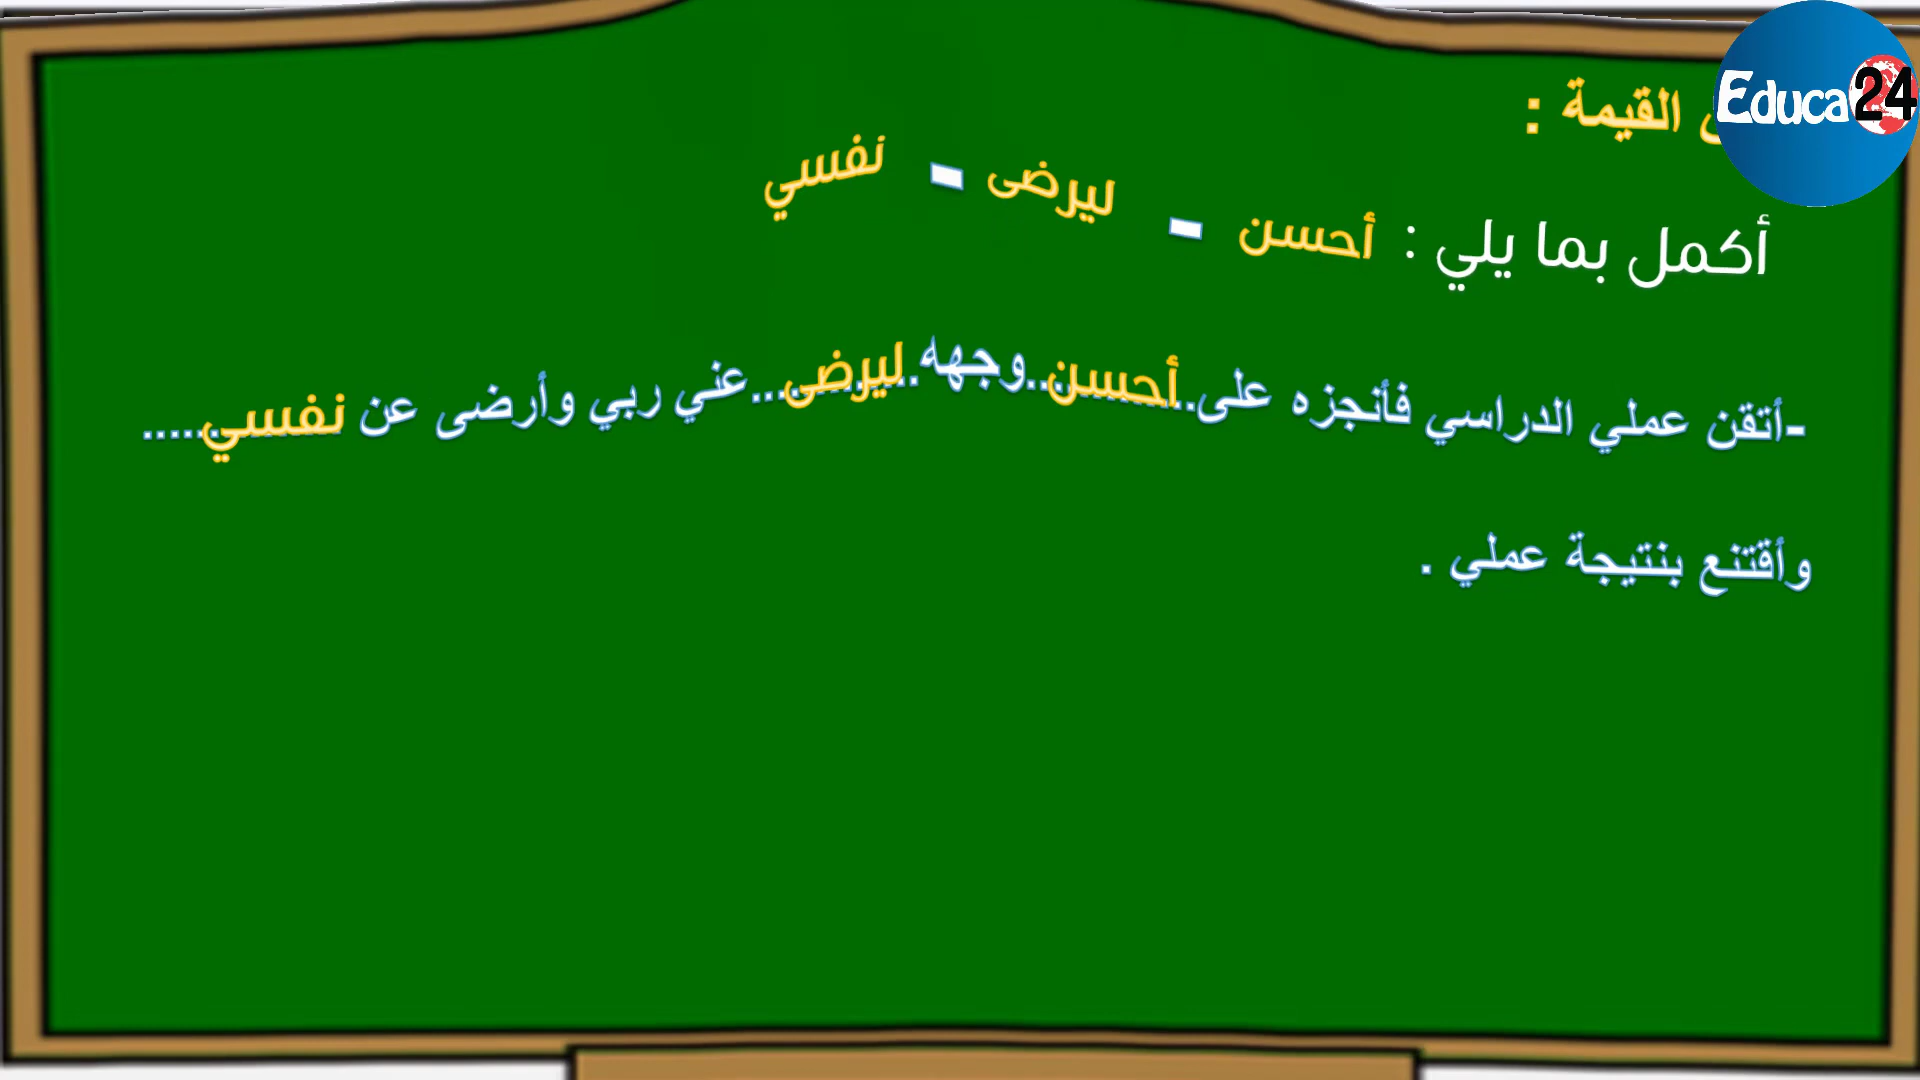 Educa24
القيمة :
أكمل بما يلي : أحسن - ليرضى - نفسي
-أتقن عملي الدراسي فأنجزه على..أحسن...وجهه ليرضى...عني ربي وأرضى عن نفسي.....
وأقتنع بنتيجة عملي .